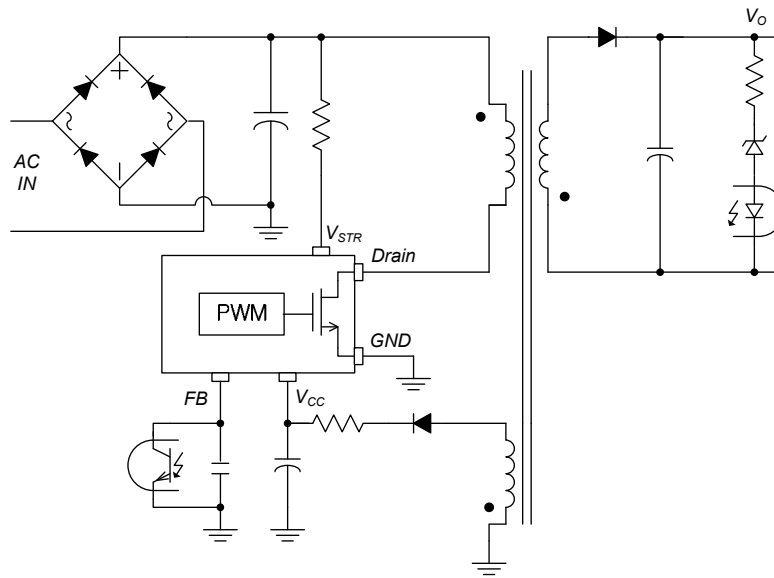 V_O
AC
IN
V_STR
Drain
PWM
GND
FB
V_CC